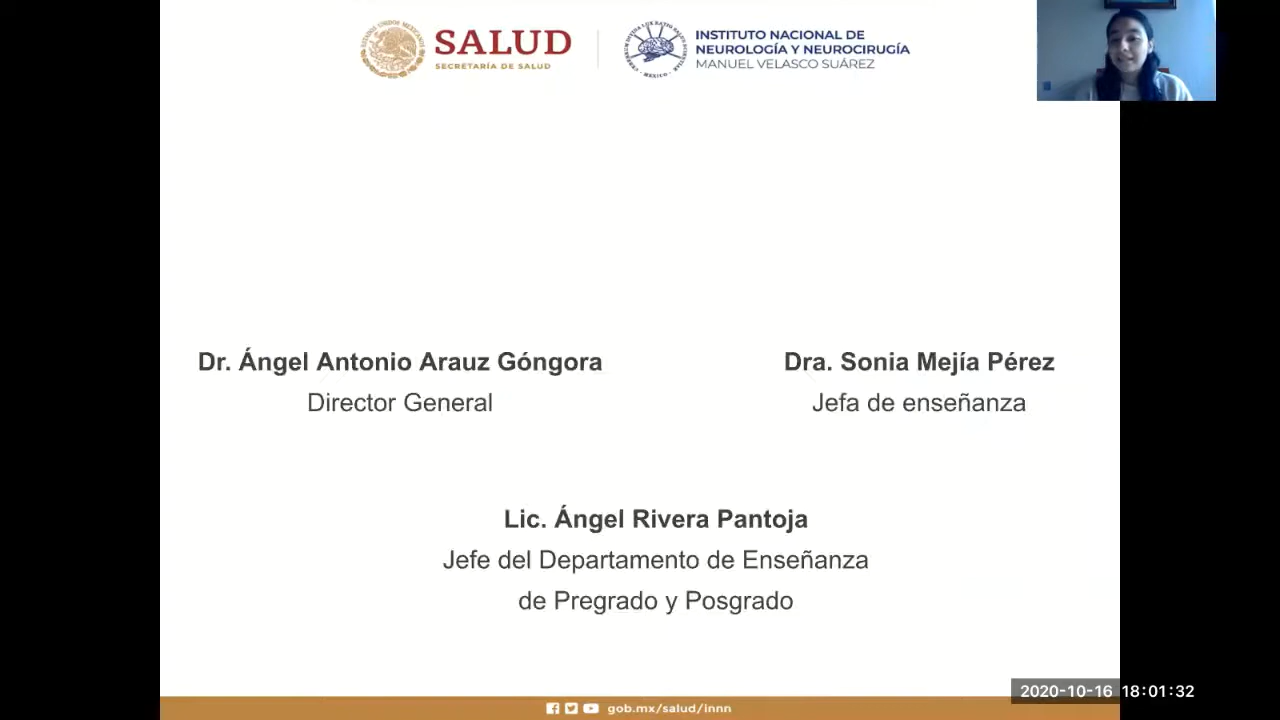 SALUD
SECRETARÍA DE SALUD
INSTITUTO NACIONAL DE
NEUROLOGÍA Y NEUROCIRUGÍA
MANUEL VELASCO SUÁREZ
Dr. Ángel Antonio Arauz Góngora
Director General
Dra. Sonia Mejía Pérez
Jefa de enseñanza
Lic. Ángel Rivera Pantoja
Jefe del Departamento de Enseñanza
de Pregrado y Posgrado
2020-10-16 18:01:32
gob.mx/salud/innn